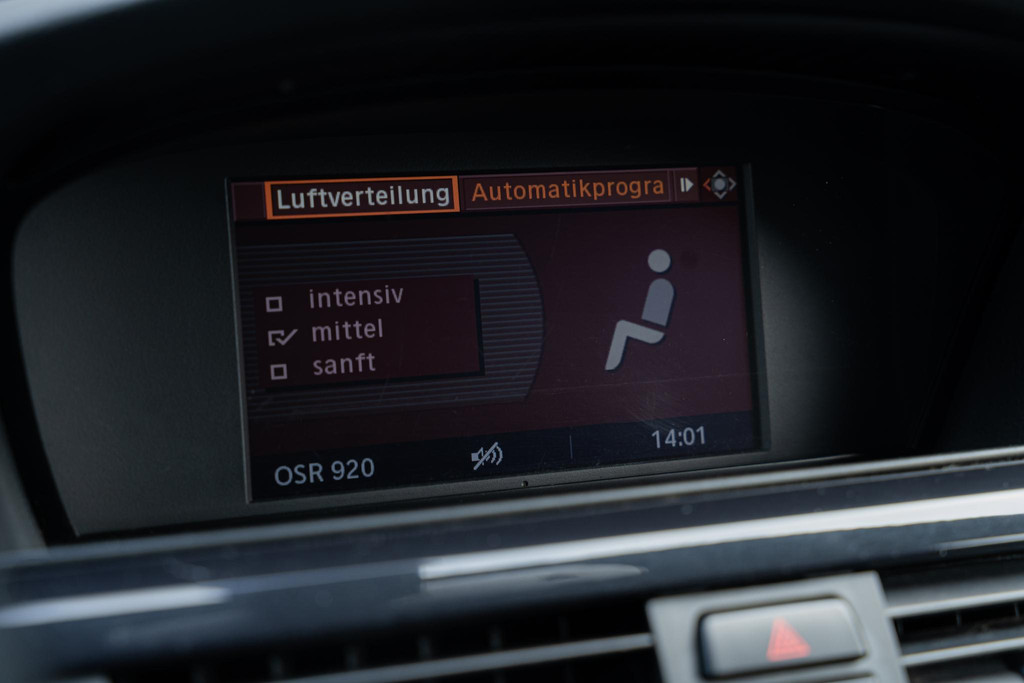 Luftverteilung Automatikprogra
intensiv
mittel
sanft
OSR 920 14:01